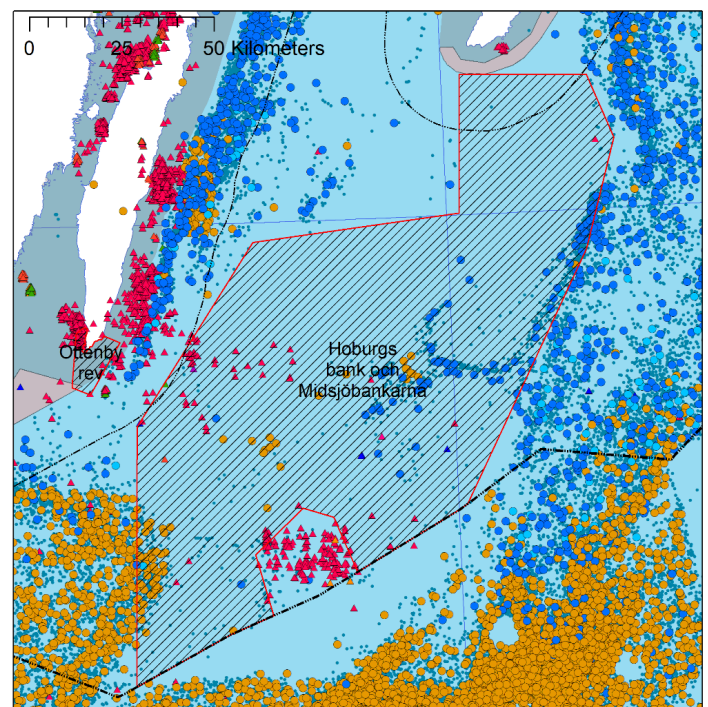 0 25 50 Kilometers
Ottenby
rev
Hoburgs
bank och
Midsjöbankarna